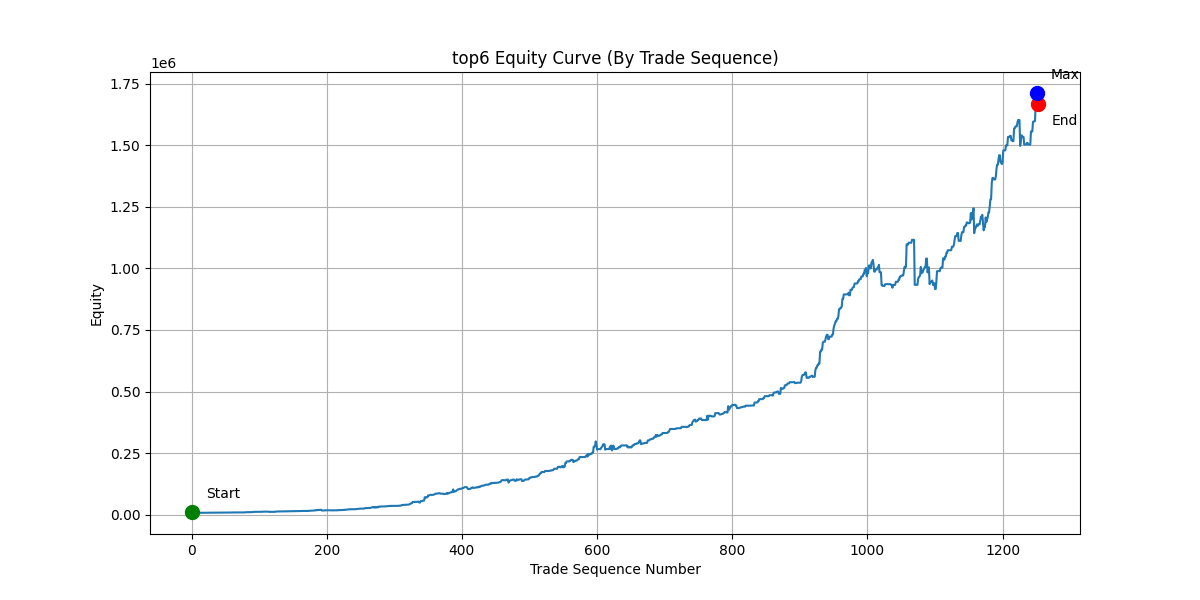 top6 Equity Curve (By Trade Sequence)
1e6
Max
End
Start
1.75
1.50
1.25
1.00
0.75
0.50
0.25
0.00
Equity
0 200 400 600 800 1000 1200
Trade Sequence Number